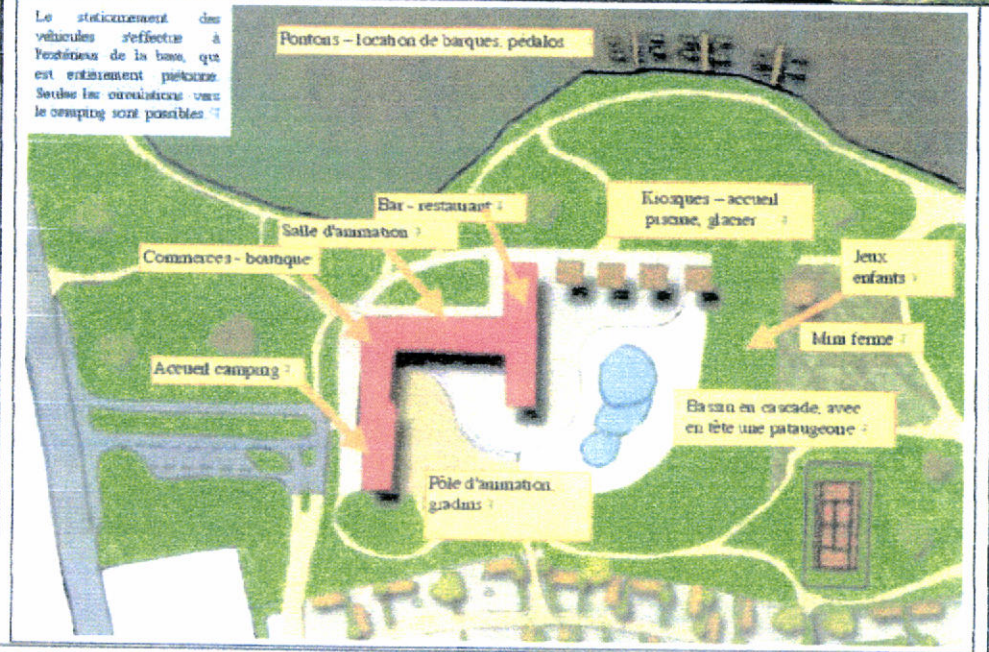 Le stationnement des
véhicules s'effectue à
l'extérieur de la base, qui
est entièrement piétonne.
Seules les circulations vers
le camping sont possibles.
Pontons – location de barques, pédalos
Bar - restaurant
Kiosques – accueil
piscine, glacier
Salle d'animation
Commerces - boutique
Jeux
enfants
Mini ferme
Accueil camping
Bassin en cascade, avec
en tête une pataugeoire
Pôle d'animation,
gradins